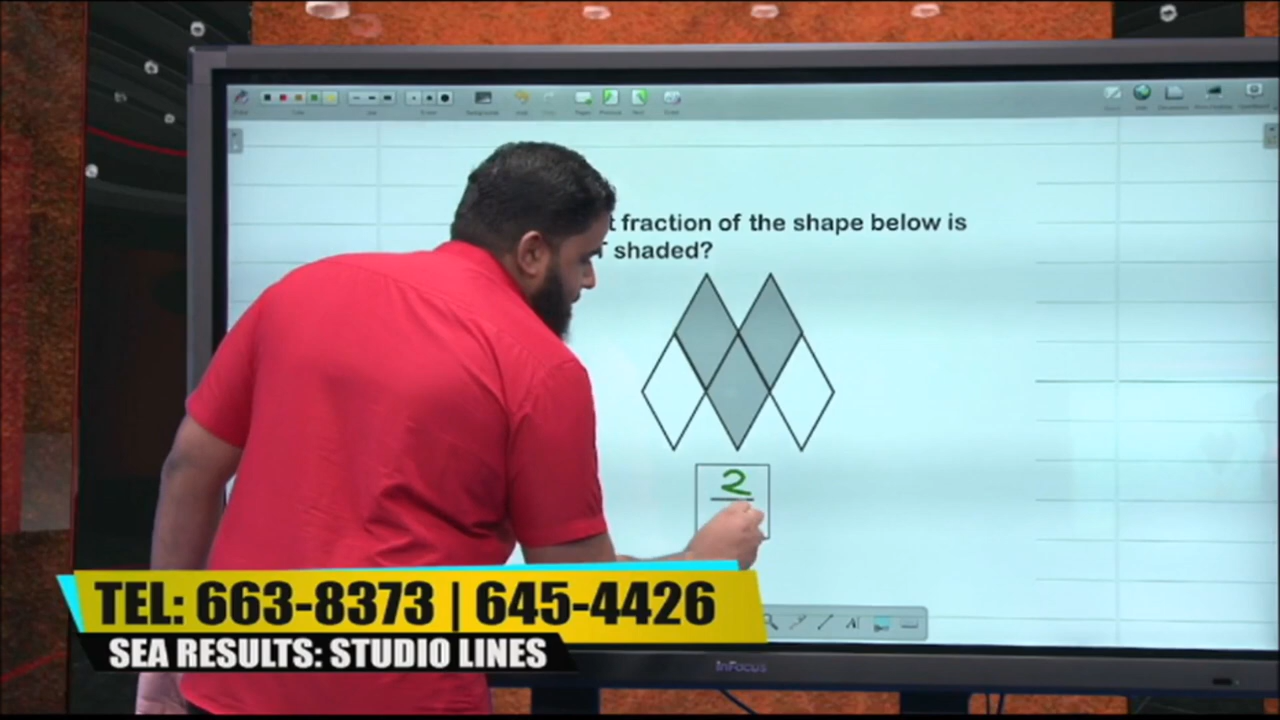 fraction of the shape below is
shaded?
2
TEL: 663-8373 | 645-4426
SEA RESULTS: STUDIO LINES
InFocus